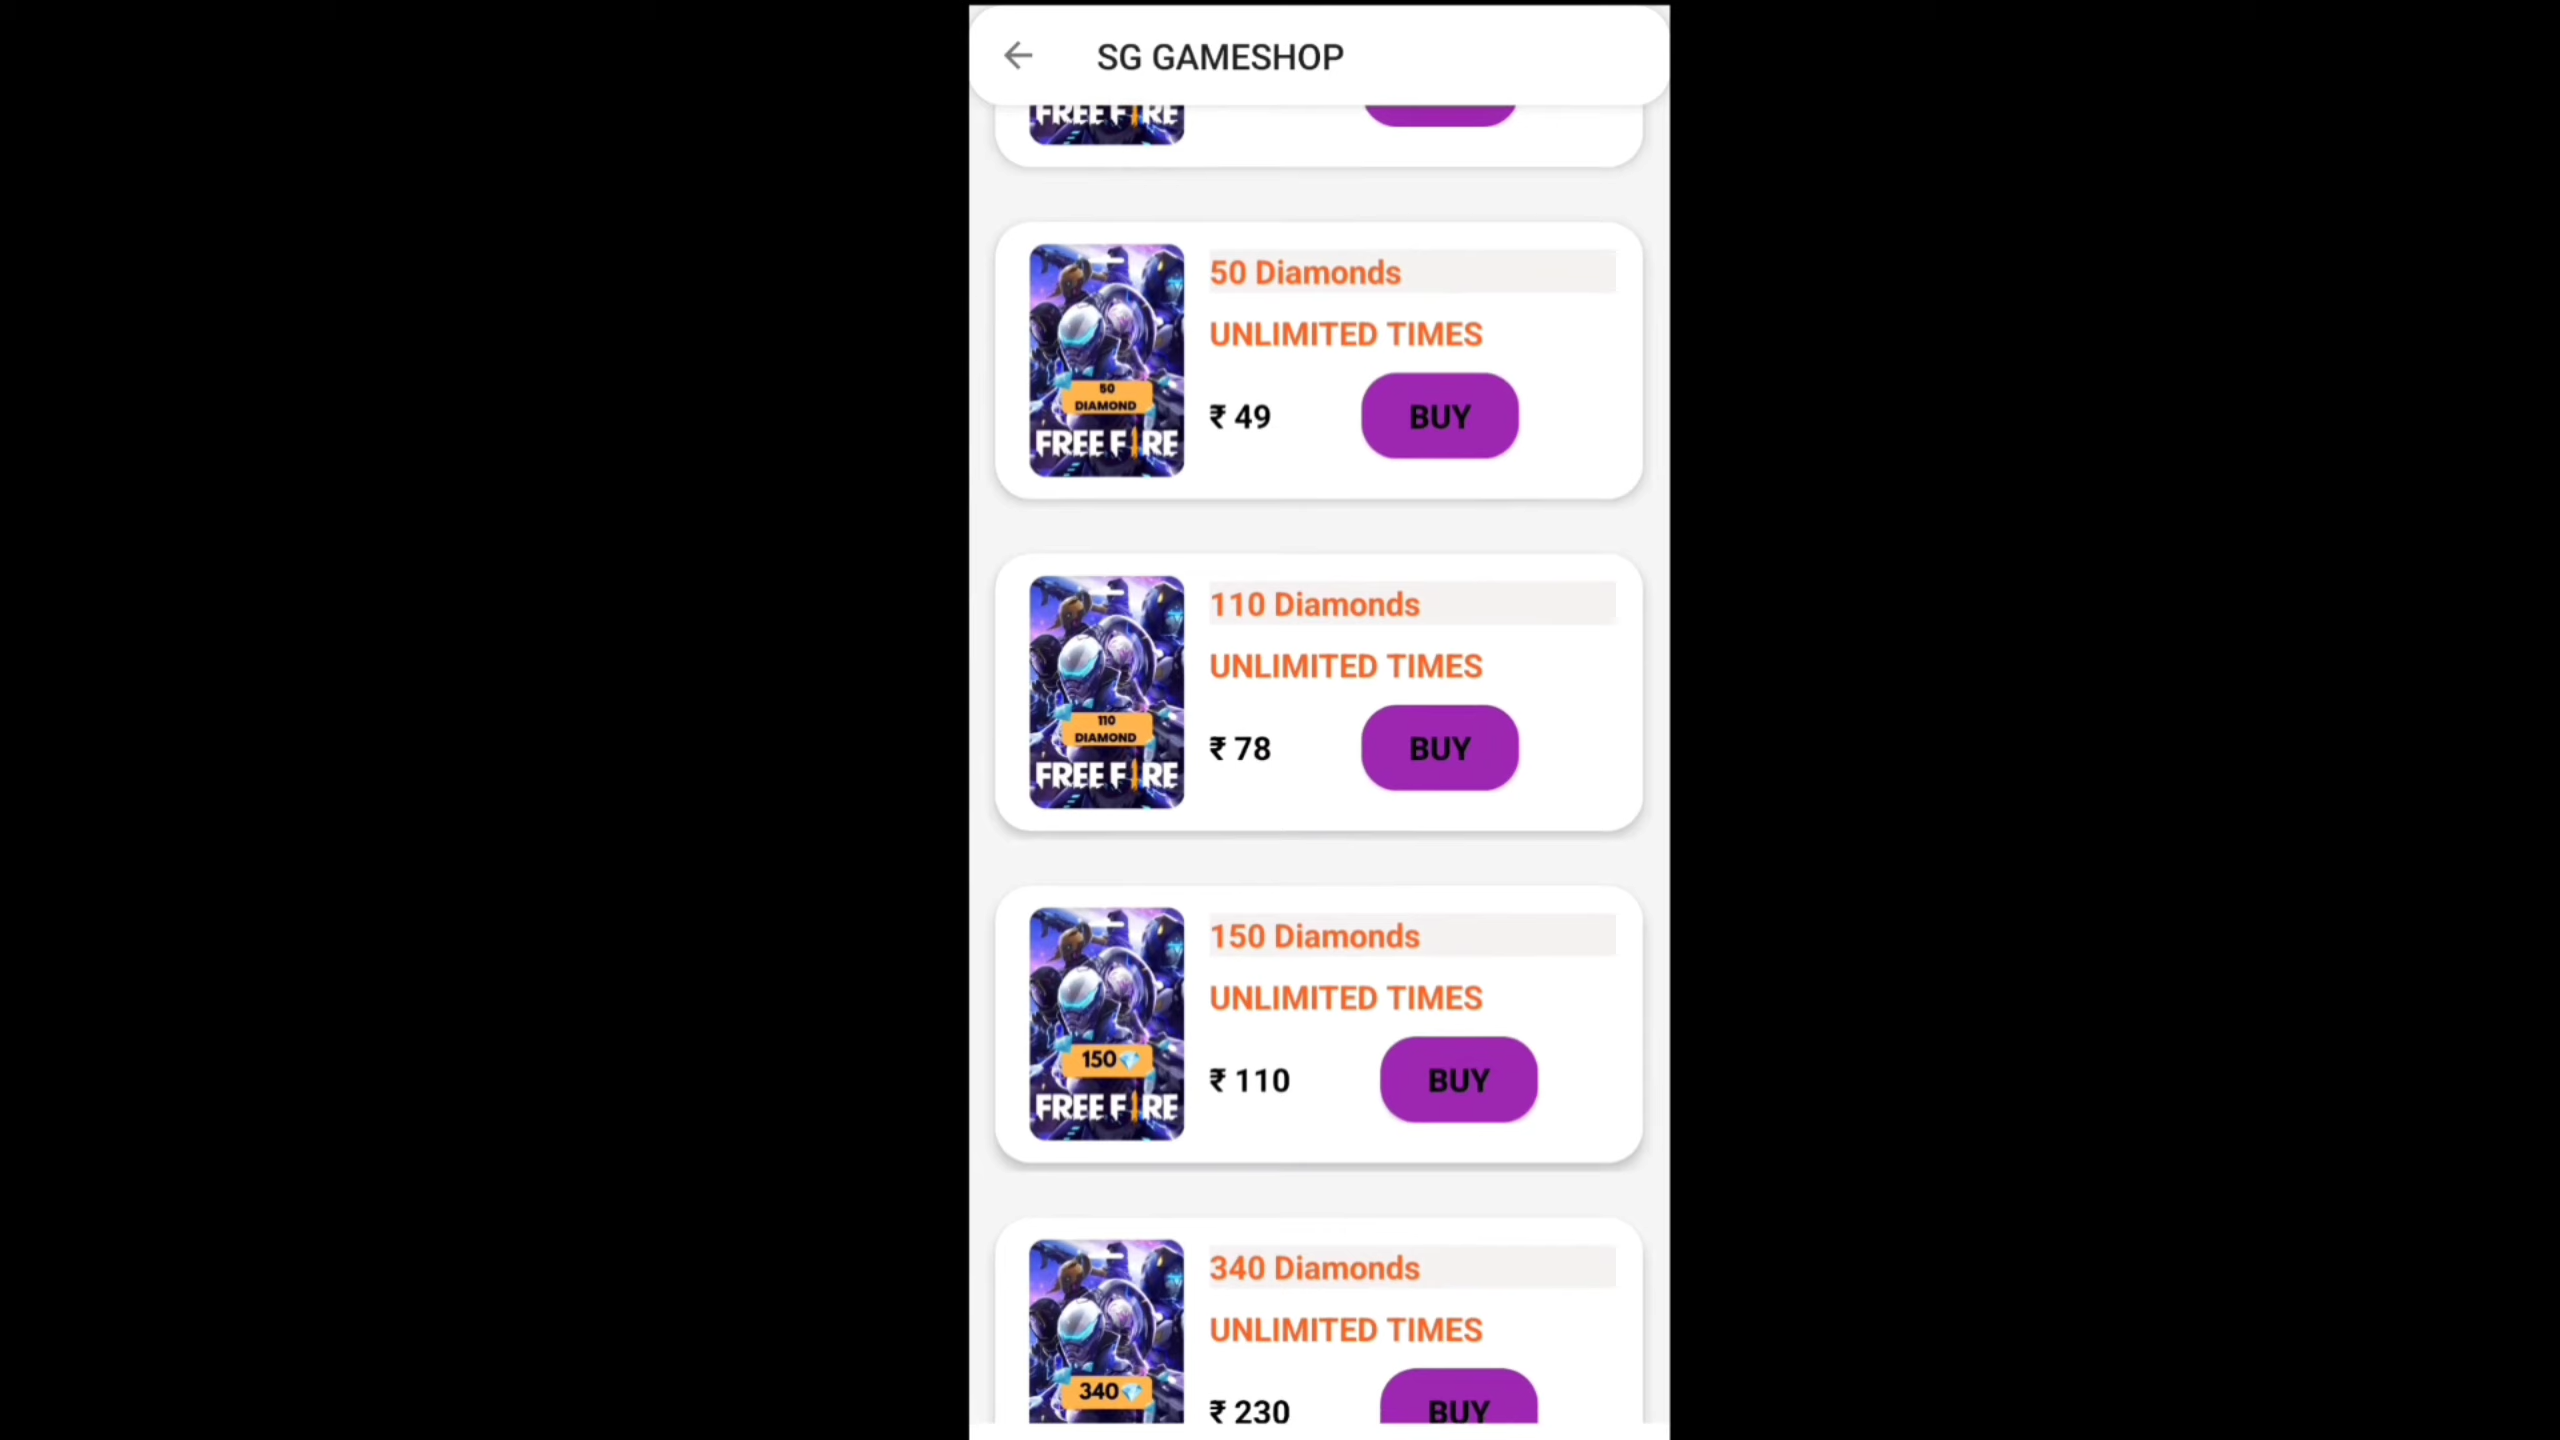 SG GAMESHOP
FREE FIRE
50 Diamonds
UNLIMITED TIMES
₹ 49
BUY
50
DIAMOND
FREE FIRE
110 Diamonds
UNLIMITED TIMES
₹ 78
BUY
110
DIAMOND
FREE FIRE
150 Diamonds
UNLIMITED TIMES
₹ 110
BUY
150
FREE FIRE
340 Diamonds
UNLIMITED TIMES
₹ 230
BUY
340